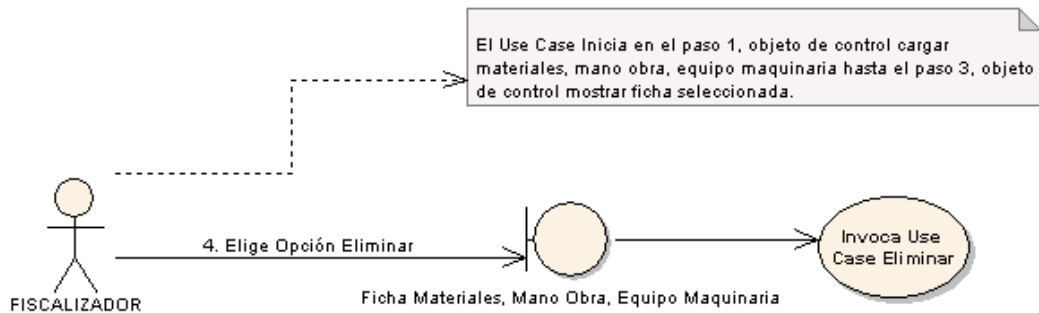 El Use Case Inicia en el paso 1, objeto de control cargar
materiales, mano obra, equipo maquinaria hasta el paso 3, objeto
de control mostrar ficha seleccionada.
4. Elige Opción Eliminar
Invoca Use
Case Eliminar
FISCALIZADOR
Ficha Materiales, Mano Obra, Equipo Maquinaria